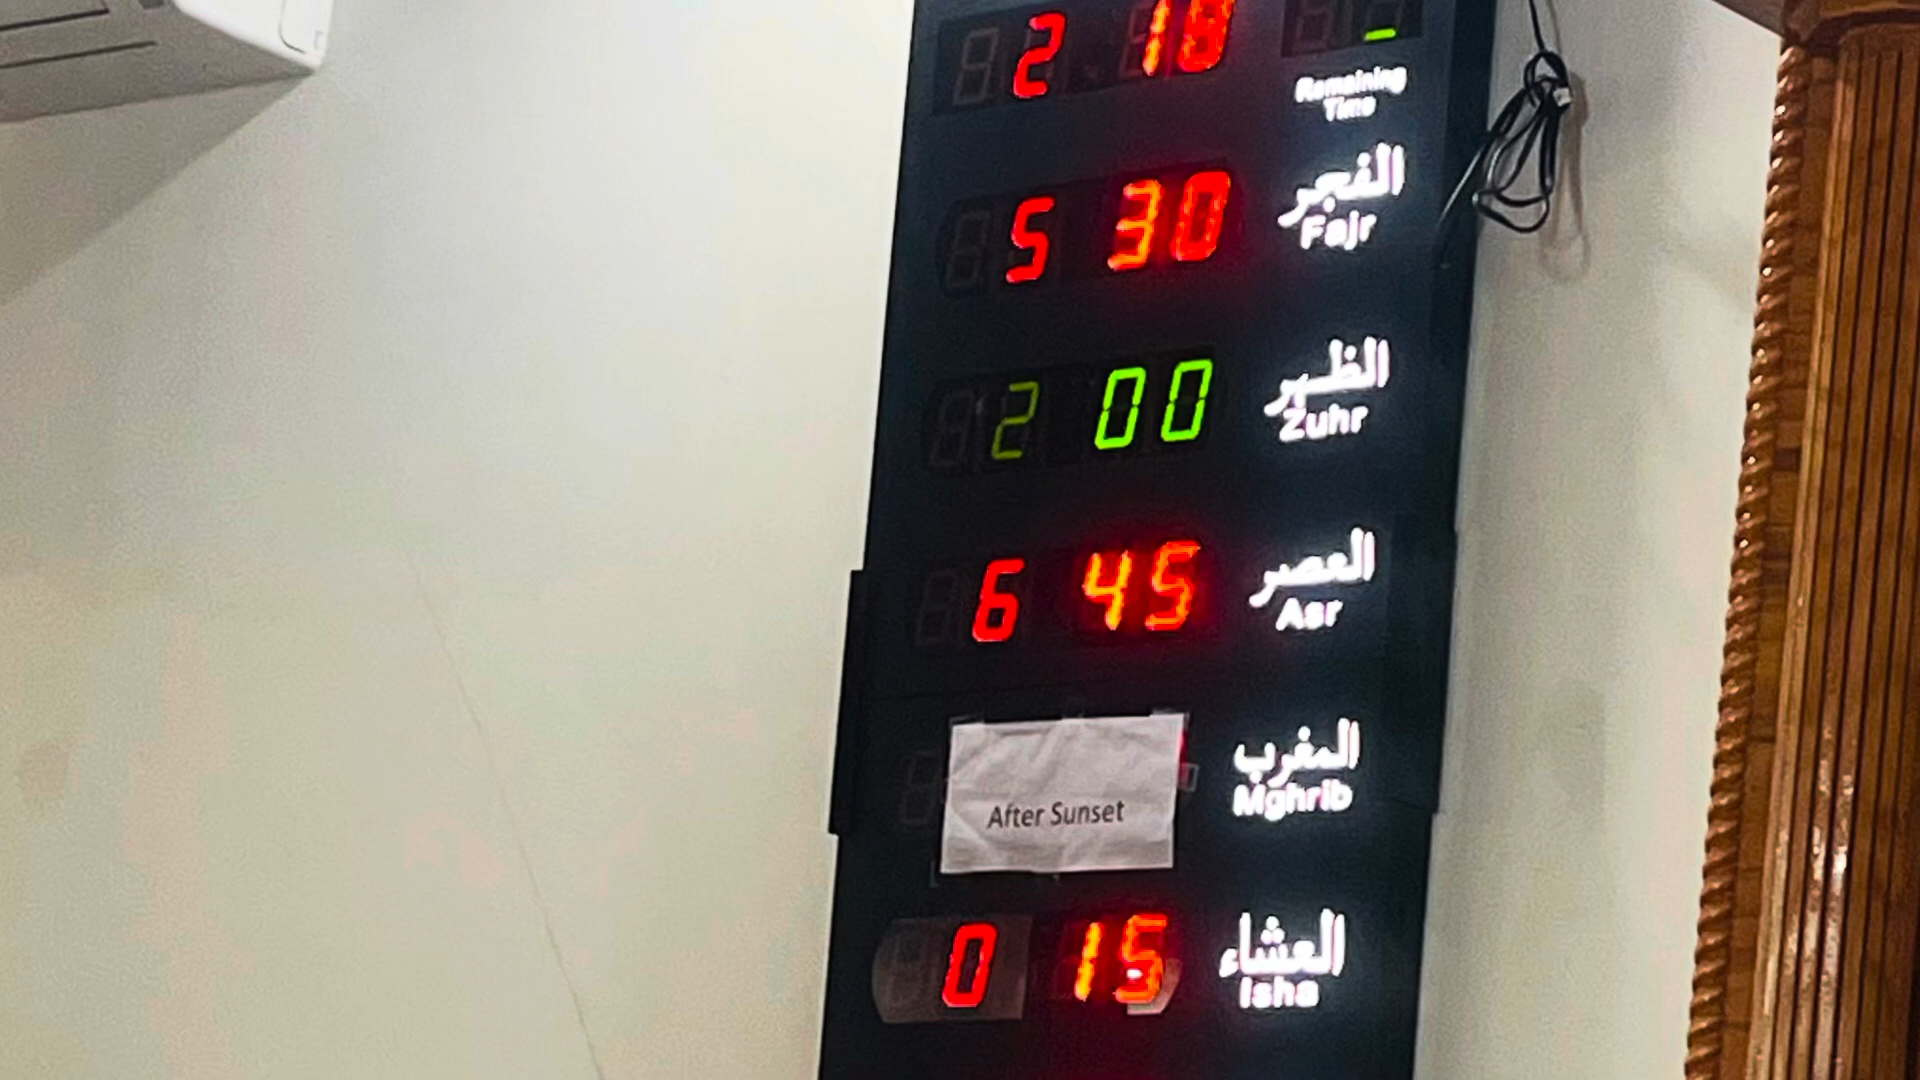 2 18
Remaining
Time
5 30
الفجر
Fajr
2 00
الظهر
Zuhr
6 45
العصر
Asr
After Sunset
المغرب
Mghrib
0 15
العشاء
Isha